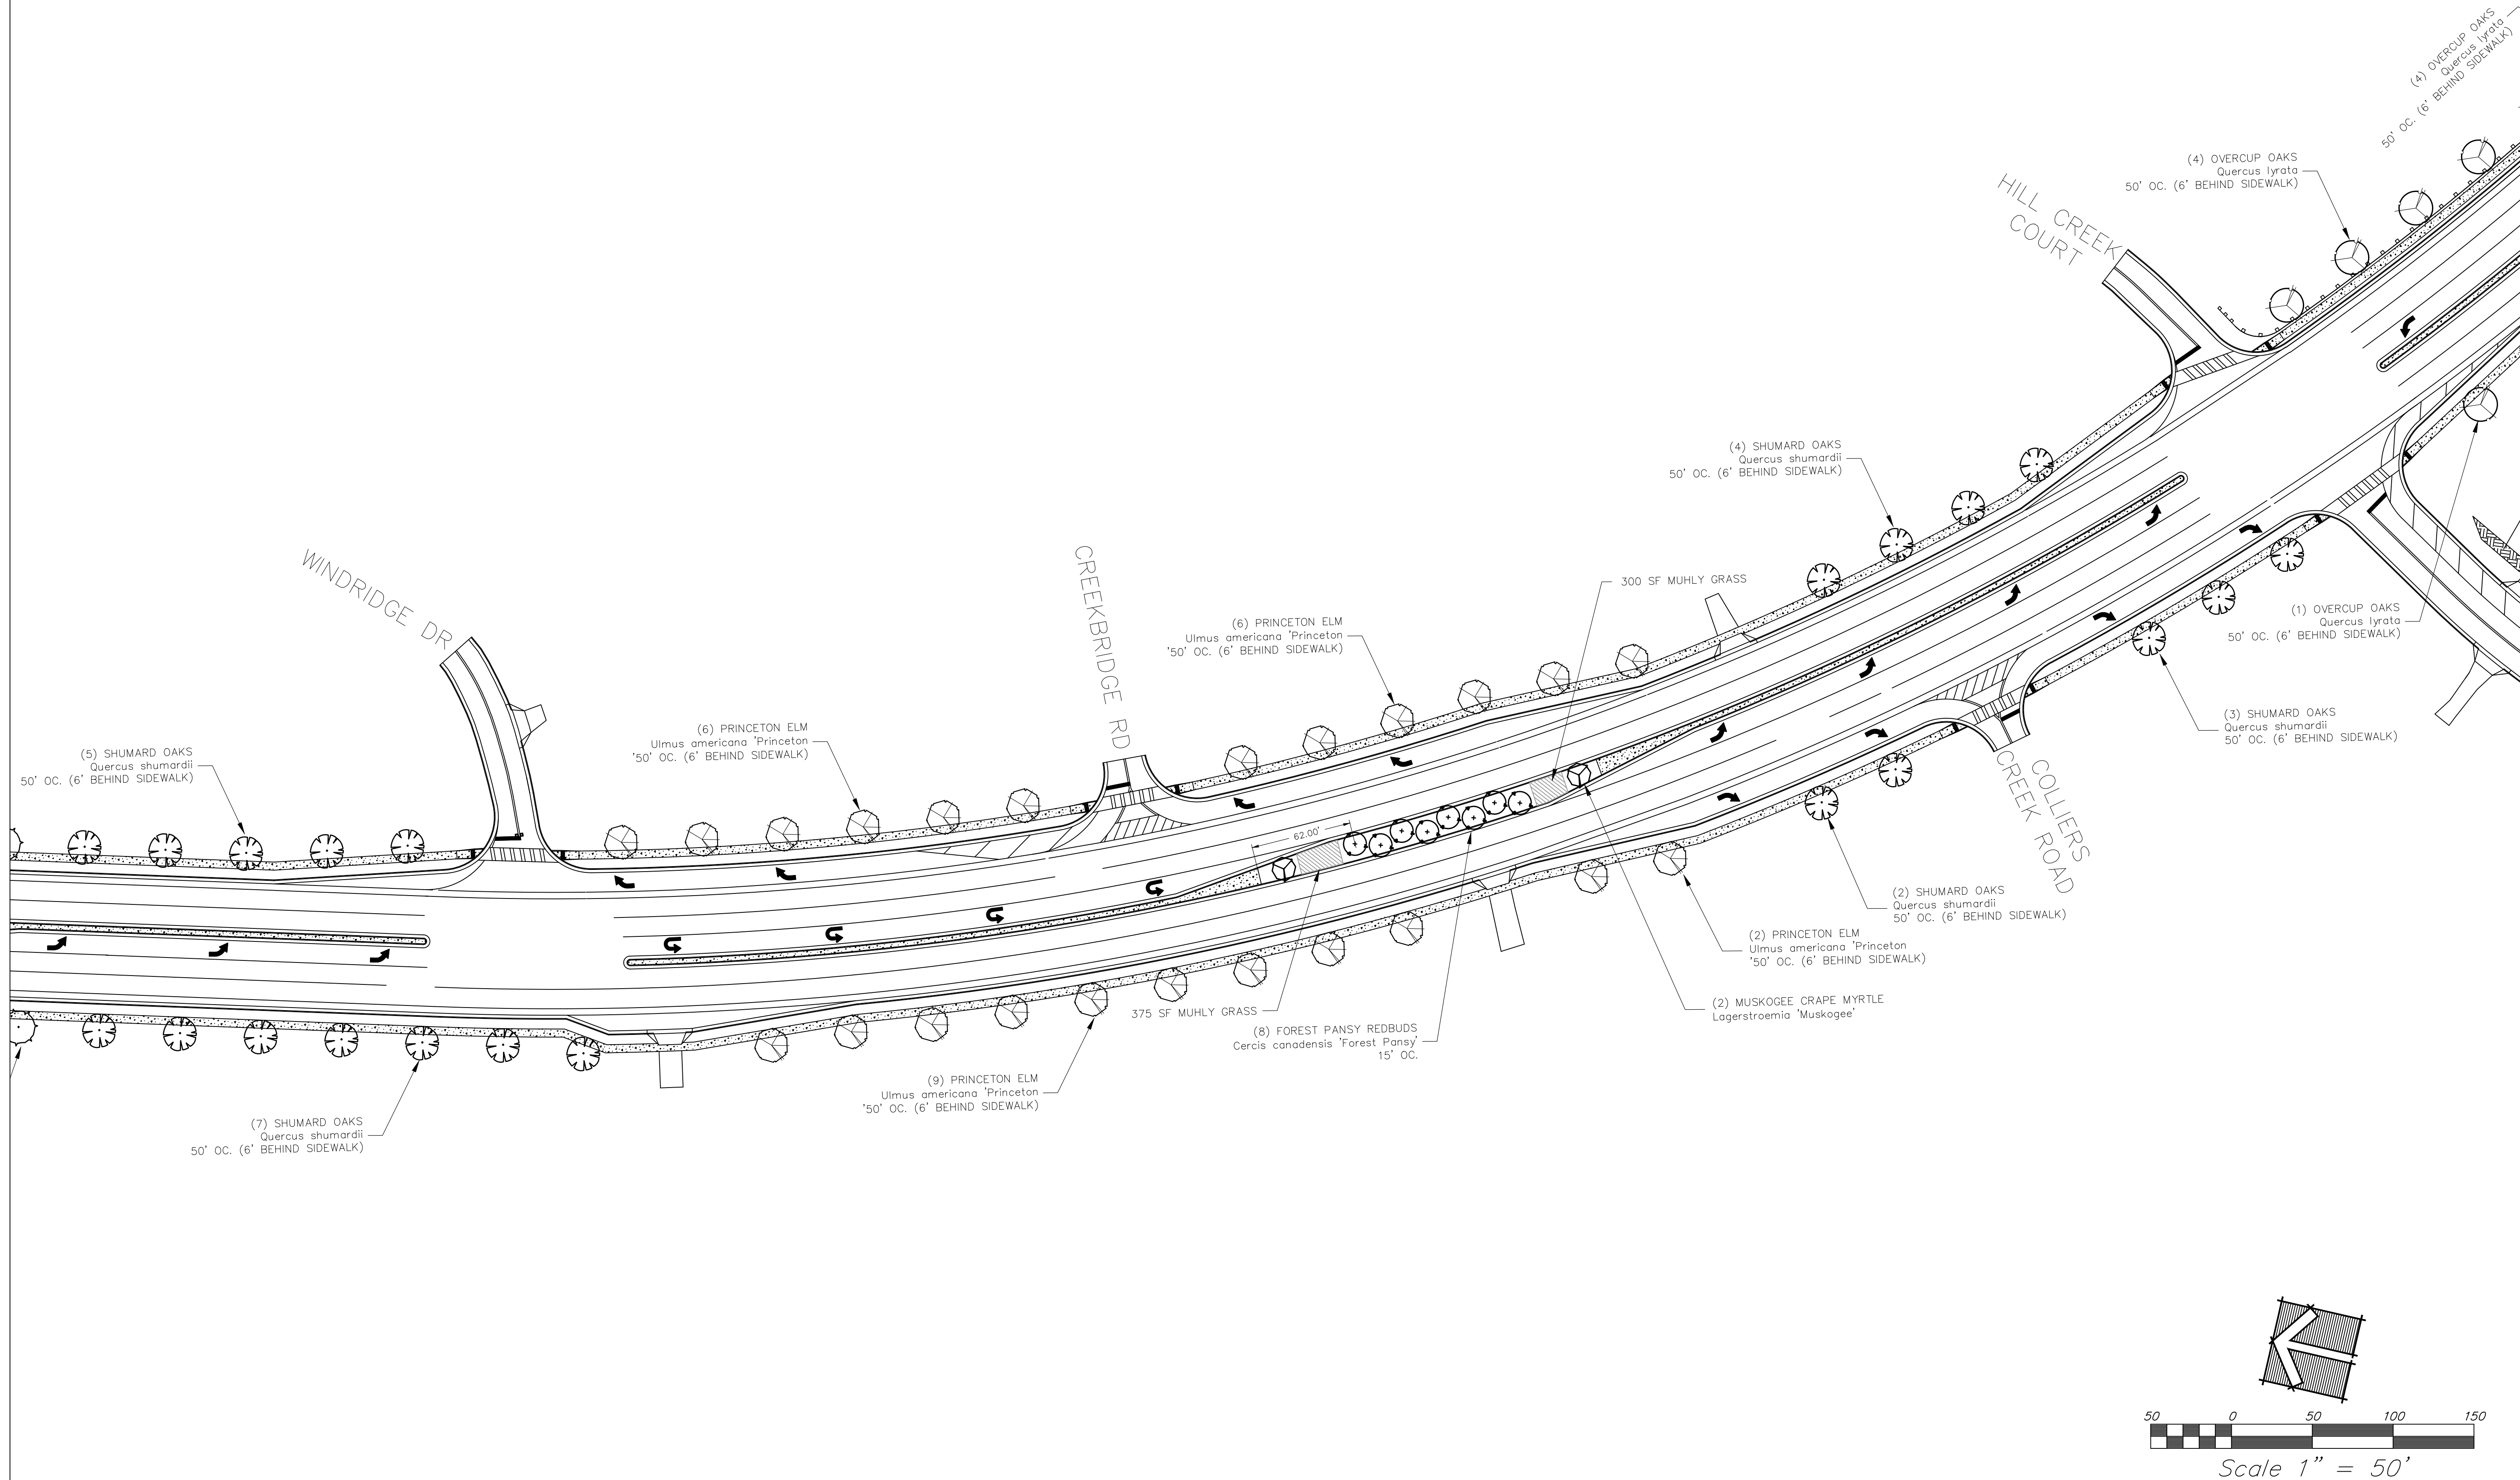 (4) OVERCUP OAKS
Quercus lyrata
50' OC. (6' BEHIND SIDEWALK)
(4) OVERCUP OAKS
Quercus lyrata
50' OC. (6' BEHIND SIDEWALK)
HILL CREEK
COURT
(4) SHUMARD OAKS
Quercus shumardii
50' OC. (6' BEHIND SIDEWALK)
WINDRIDGE DR
CREEKBRIDGE RD
300 SF MUHLY GRASS
(1) OVERCUP OAKS
Quercus lyrata
50' OC. (6' BEHIND SIDEWALK)
(6) PRINCETON ELM
Ulmus americana 'Princeton
'50' OC. (6' BEHIND SIDEWALK)
(3) SHUMARD OAKS
Quercus shumardii
50' OC. (6' BEHIND SIDEWALK)
(6) PRINCETON ELM
Ulmus americana 'Princeton
'50' OC. (6' BEHIND SIDEWALK)
(5) SHUMARD OAKS
Quercus shumardii
50' OC. (6' BEHIND SIDEWALK)
COLLIERS
CREEK ROAD
62.00'
(2) SHUMARD OAKS
Quercus shumardii
50' OC. (6' BEHIND SIDEWALK)
(2) PRINCETON ELM
Ulmus americana 'Princeton
'50' OC. (6' BEHIND SIDEWALK)
(2) MUSKOGEE CRAPE MYRTLE
Lagerstroemia 'Muskogee'
375 SF MUHLY GRASS
(8) FOREST PANSY REDBUDS
Cercis canadensis 'Forest Pansy'
15' OC.
(9) PRINCETON ELM
Ulmus americana 'Princeton
'50' OC. (6' BEHIND SIDEWALK)
(7) SHUMARD OAKS
Quercus shumardii
50' OC. (6' BEHIND SIDEWALK)
50 0 50 100 150
Scale 1" = 50'